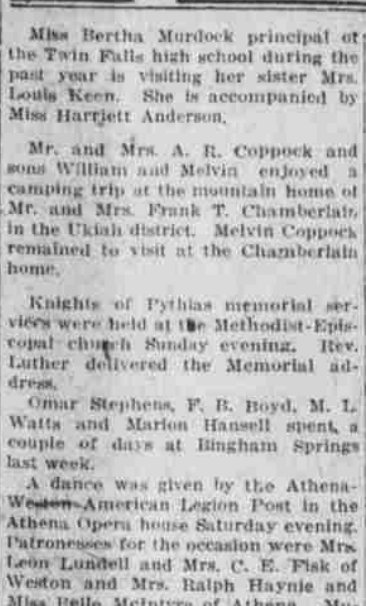 Miss Bertha Murdock principal of
the Twin Falls high school during the
past year is visiting her sister Mrs.
Louis Keen. She is accompanied by
Miss Harriett Anderson.
Mr. and Mrs. A. R. Coppock and
sons William and Melvin enjoyed a
camping trip at the mountain home of
Mr. and Mrs. Frank T. Chamberlain
in the Ukiah district. Melvin Coppock
remained to visit at the Chamberlain
home.
Knights of Pythias memorial ser-
vices were held at the Methodist-Epis-
copal church Sunday evening. Rev.
Luther delivered the Memorial ad-
dress.
Omar Stephens, F. B. Boyd, M. L.
Watts and Marion Hansell spent a
couple of days at Bingham Springs
last week.
A dance was given by the Athena-
Weston American Legion Post in the
Athena Opera house Saturday evening.
Patronesses for the occasion were Mrs.
Leon Lundell and Mrs. C. E. Fisk of
Weston and Mrs. Ralph Haynie and
Miss Belle McIntyre of Athena.